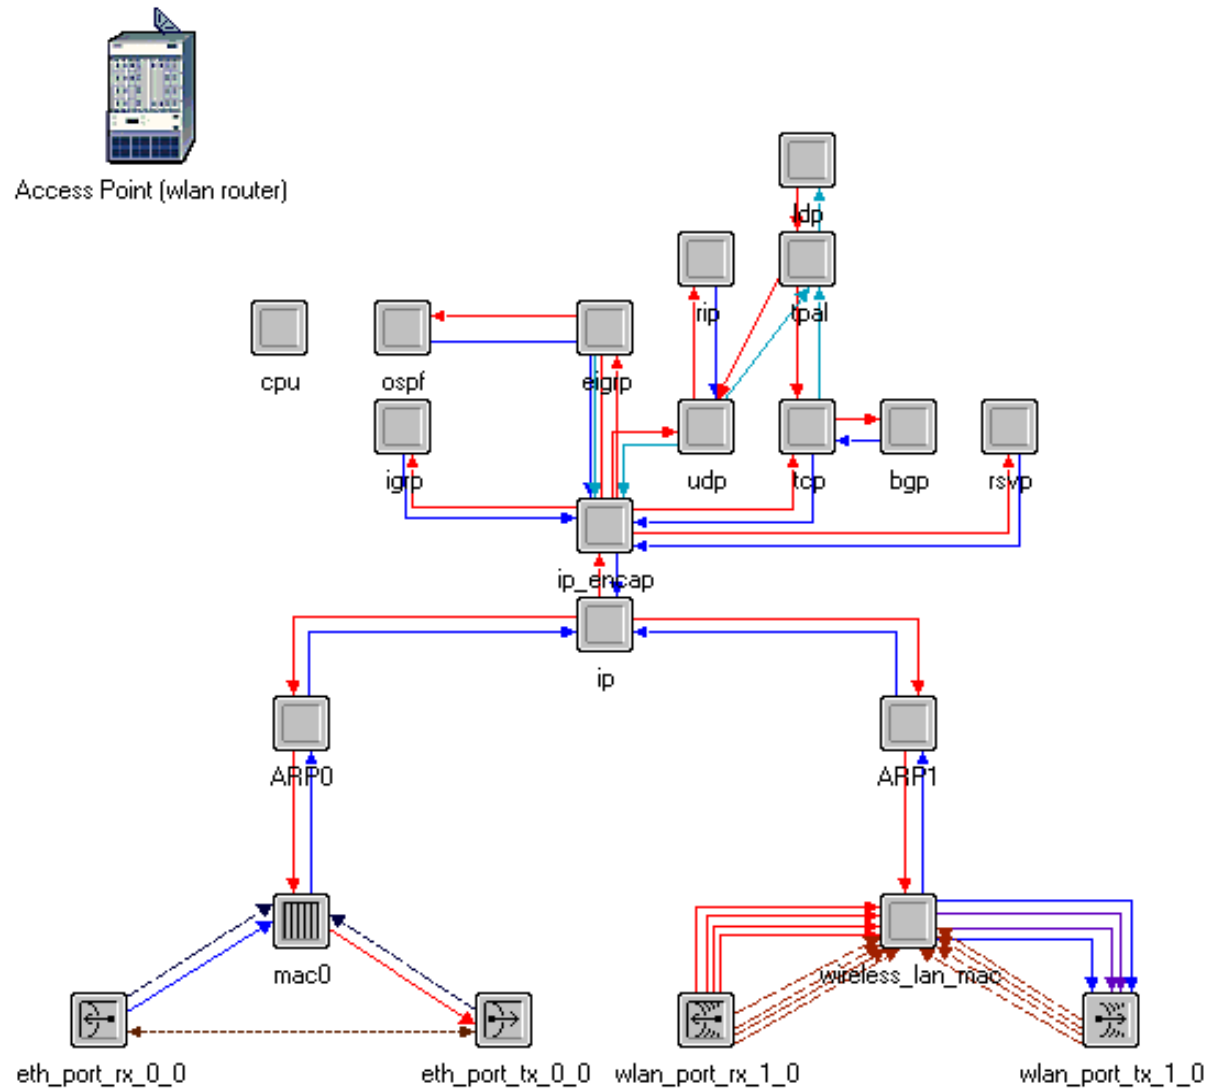 Access Point (wlan router)
ldp
rip
tpal
cpu
ospf
eigrp
igrp
udp
tcp
bgp
rsvp
ip_encap
ip
ARP0
ARP1
mac0
wireless_lan_mac
eth_port_rx_0_0
eth_port_tx_0_0
wlan_port_rx_1_0
wlan_port_tx_1_0